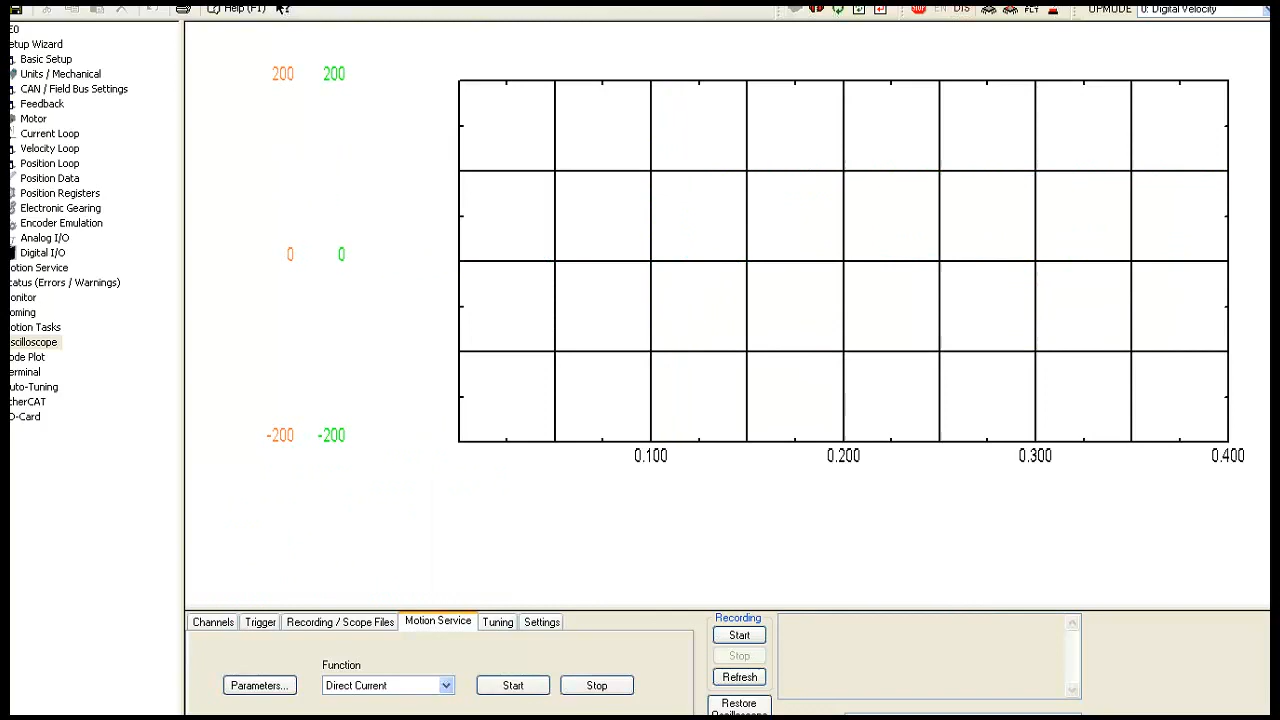 Help (F1)
EN DIS FLT OPMODE 0: Digital Velocity
E0
etup Wizard
Basic Setup
Units / Mechanical
CAN / Field Bus Settings
Feedback
Motor
Current Loop
Velocity Loop
Position Loop
Position Data
Position Registers
Electronic Gearing
Encoder Emulation
Analog I/O
Digital I/O
otion Service
tatus (Errors / Warnings)
onitor
oming
otion Tasks
scilloscope
ode Plot
erminal
uto-Tuning
therCAT
O-Card
200 200
0 0
-200 -200
0.100 0.200 0.300 0.400
Channels Trigger Recording / Scope Files Motion Service Tuning Settings
Function
Parameters... Direct Current Start Stop
Recording
Start
Stop
Refresh
Restore